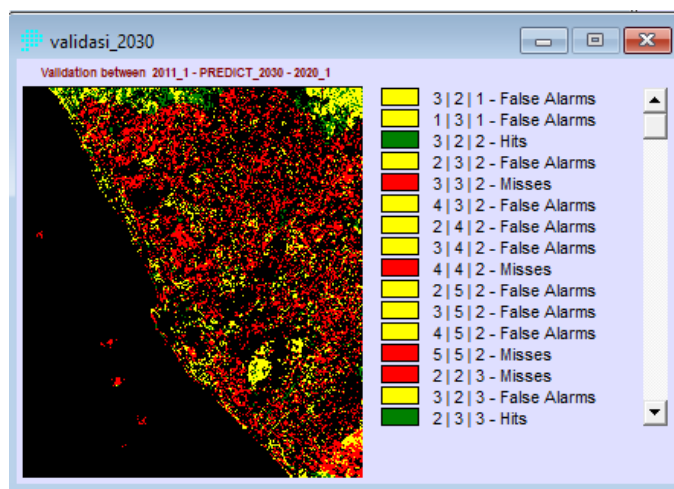 validasi_2030
Validation between 2011_1 - PREDICT_2030 - 2020_1
3 | 2 | 1 - False Alarms
1 | 3 | 1 - False Alarms
3 | 2 | 2 - Hits
2 | 3 | 2 - False Alarms
3 | 3 | 2 - Misses
4 | 3 | 2 - False Alarms
2 | 4 | 2 - False Alarms
3 | 4 | 2 - False Alarms
4 | 4 | 2 - Misses
2 | 5 | 2 - False Alarms
3 | 5 | 2 - False Alarms
4 | 5 | 2 - False Alarms
5 | 5 | 2 - Misses
2 | 2 | 3 - Misses
3 | 2 | 3 - False Alarms
2 | 3 | 3 - Hits